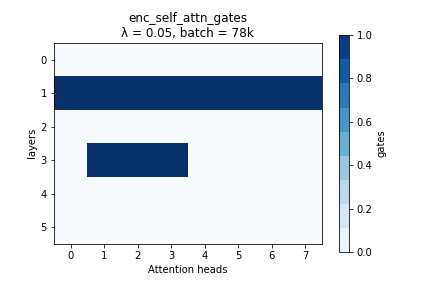 enc_self_attn_gates
λ = 0.05, batch = 78k
layers
0
1
2
3
4
5
0 1 2 3 4 5 6 7
Attention heads
1.0
0.8
0.6
0.4
0.2
0.0
gates